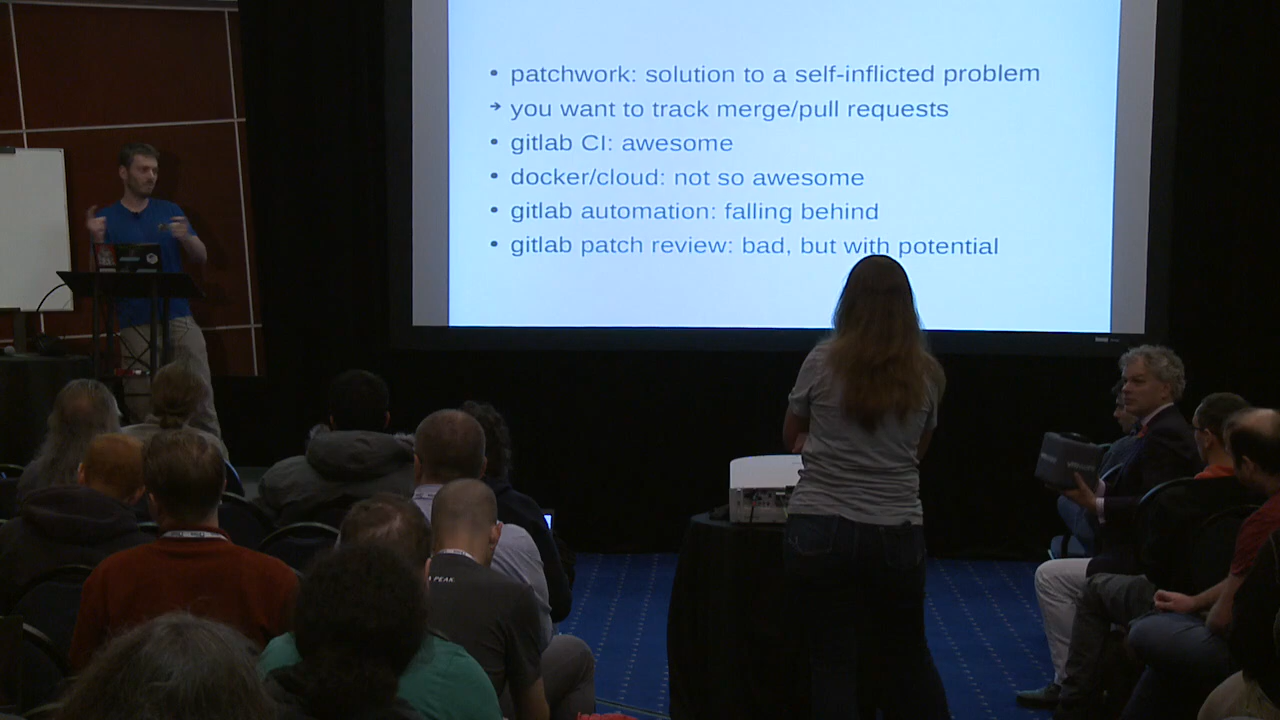 • patchwork: solution to a self-inflicted problem
➔ you want to track merge/pull requests
• gitlab CI: awesome
• docker/cloud: not so awesome
• gitlab automation: falling behind
• gitlab patch review: bad, but with potential
A PEAK.